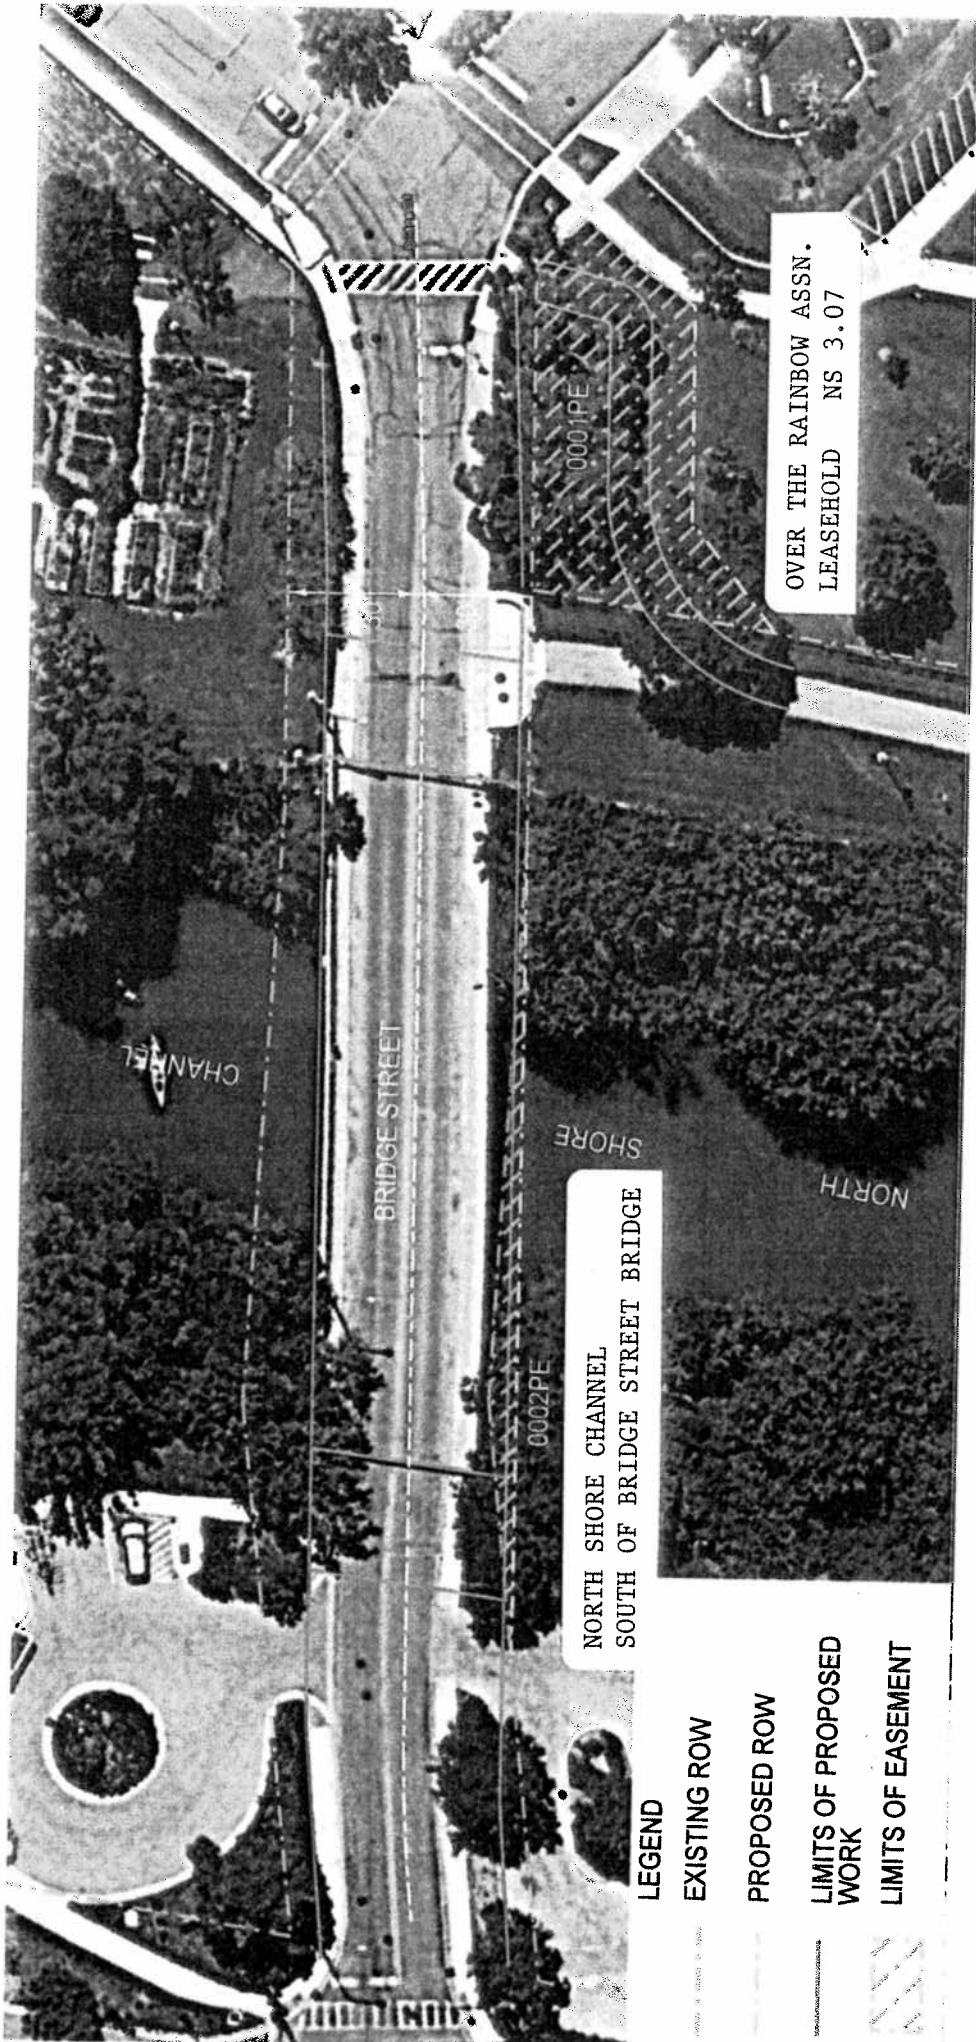 CHANNEL
BRIDGE STREET
0001PE
OVER THE RAINBOW ASSN.
LEASEHOLD NS 3.07
SHORE
NORTH
0002PE
NORTH SHORE CHANNEL
SOUTH OF BRIDGE STREET BRIDGE
LEGEND
EXISTING ROW
PROPOSED ROW
LIMITS OF PROPOSED
WORK
LIMITS OF EASEMENT